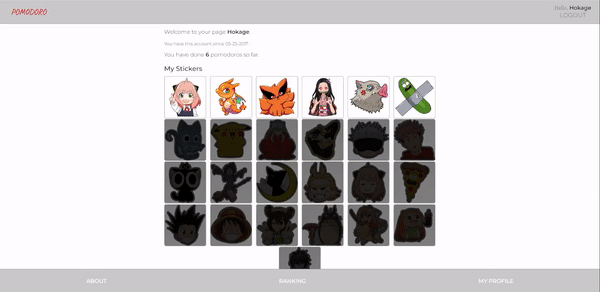 POMODORO
Hello, Hokage
LOGOUT
Welcome to your page Hokage
You have this account since 03-23-2017
You have done 6 pomodoros so far.
My Stickers
ABOUT
RANKING
MY PROFILE